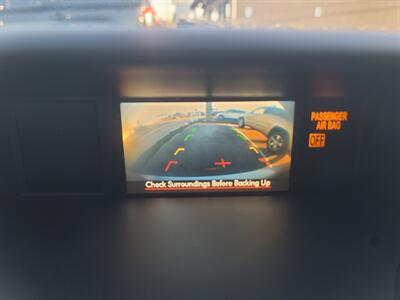 PASSENGER
AIR BAG
OFF
Check Surroundings Before Backing Up